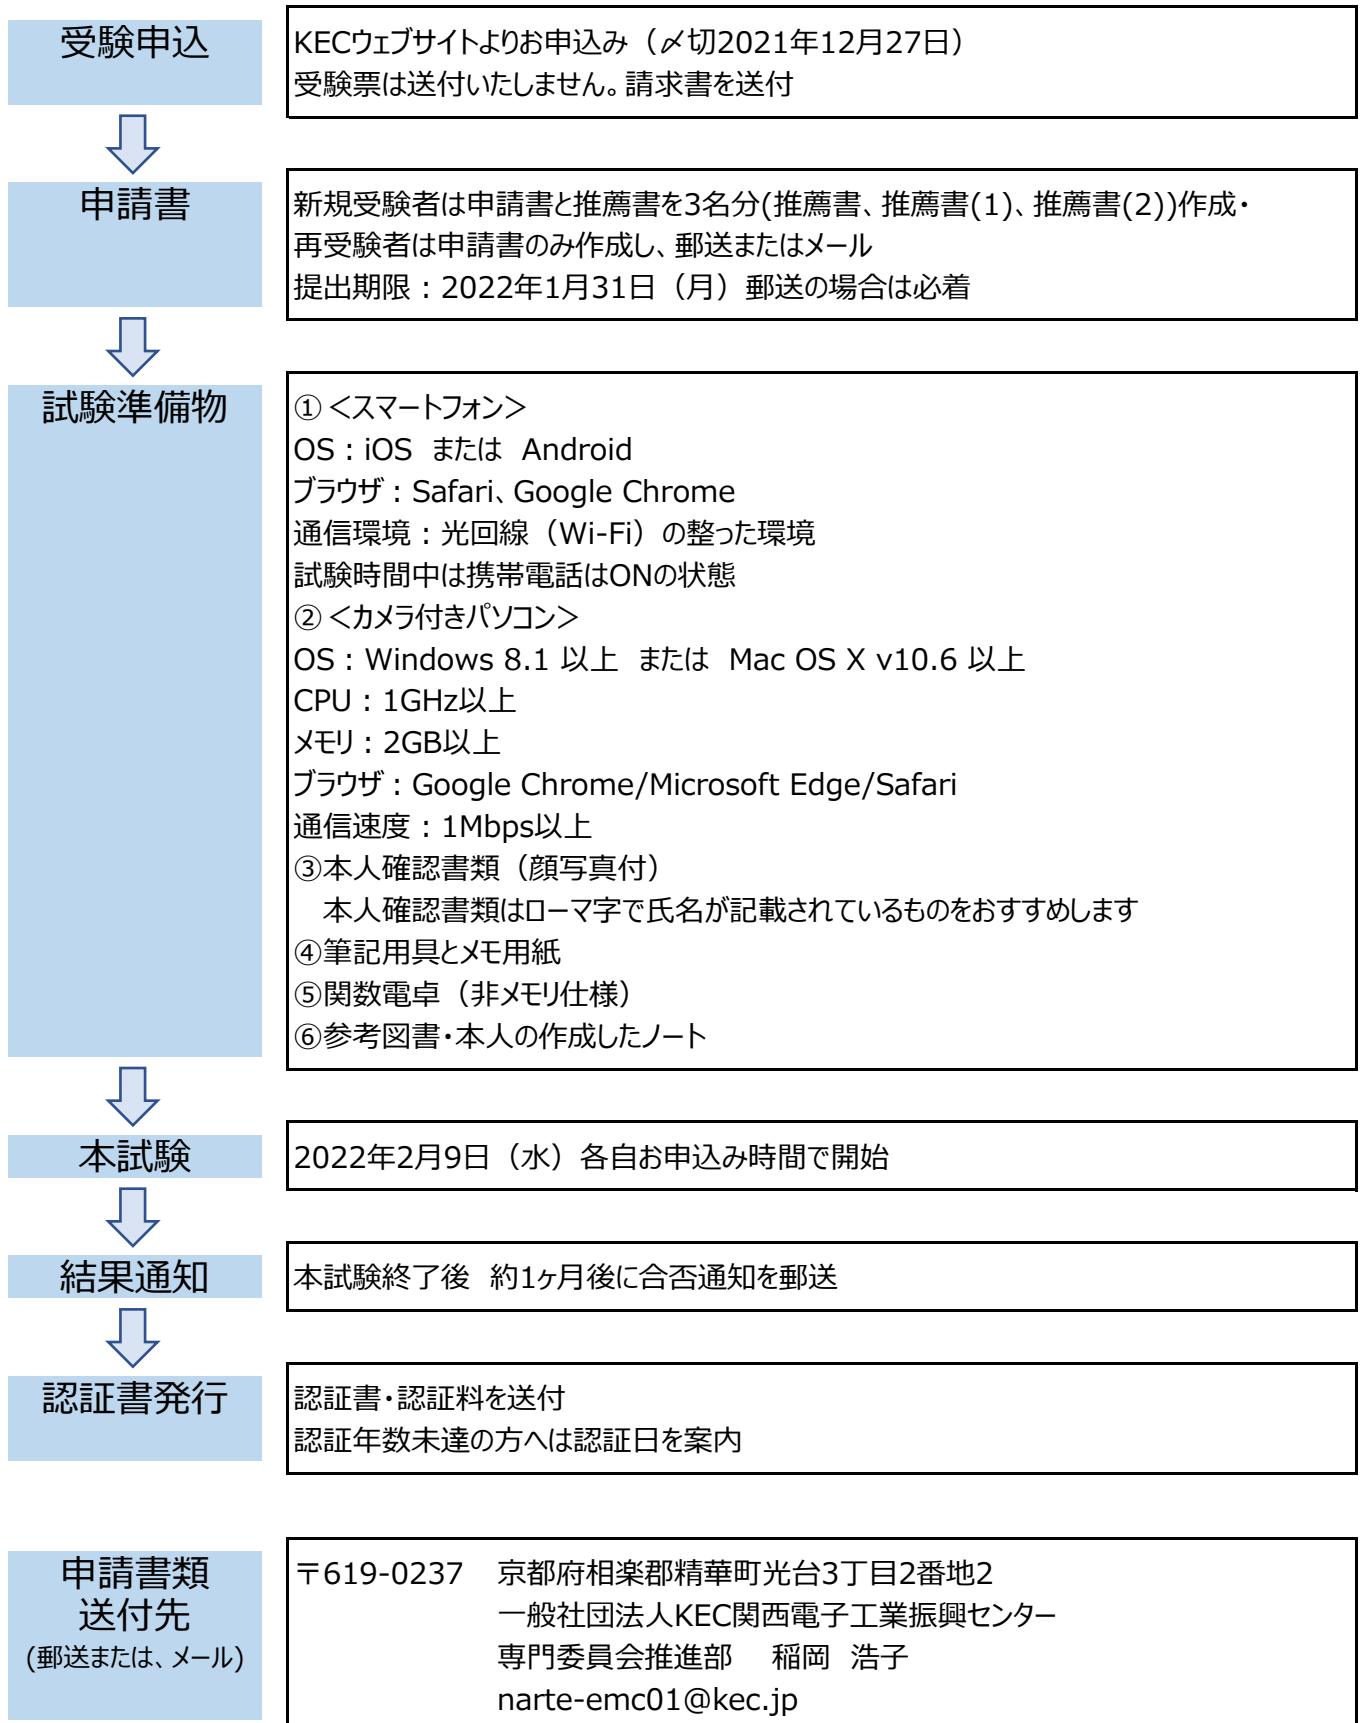 受験申込
KECウェブサイトよりお申込み（〆切2021年12月27日）
受験票は送付いたしません。請求書を送付
申請書
新規受験者は申請書と推薦書を3名分(推薦書、推薦書(1)、推薦書(2))作成・
再受験者は申請書のみ作成し、郵送またはメール
提出期限：2022年1月31日（月）郵送の場合は必着
試験準備物
①＜スマートフォン＞
OS：iOS または Android
ブラウザ：Safari、Google Chrome
通信環境：光回線（Wi-Fi）の整った環境
試験時間中は携帯電話はONの状態
②＜カメラ付きパソコン＞
OS：Windows 8.1 以上 または Mac OS X v10.6 以上
CPU：1GHz以上
メモリ：2GB以上
ブラウザ：Google Chrome/Microsoft Edge/Safari
通信速度：1Mbps以上
③本人確認書類（顔写真付）
本人確認書類はローマ字で氏名が記載されているものをおすすめします
④筆記用具とメモ用紙
⑤関数電卓（非メモリ仕様）
⑥参考図書・本人の作成したノート
本試験
2022年2月9日（水）各自お申込み時間で開始
結果通知
本試験終了後 約1ヶ月後に合否通知を郵送
認証書発行
認証書・認証料を送付
認証年数未達の方へは認証日を案内
申請書類
送付先
(郵送または、メール)
〒619-0237 京都府相楽郡精華町光台3丁目2番地2
一般社団法人KEC関西電子工業振興センター
専門委員会推進部 稲岡 浩子
narte-emc01@kec.jp